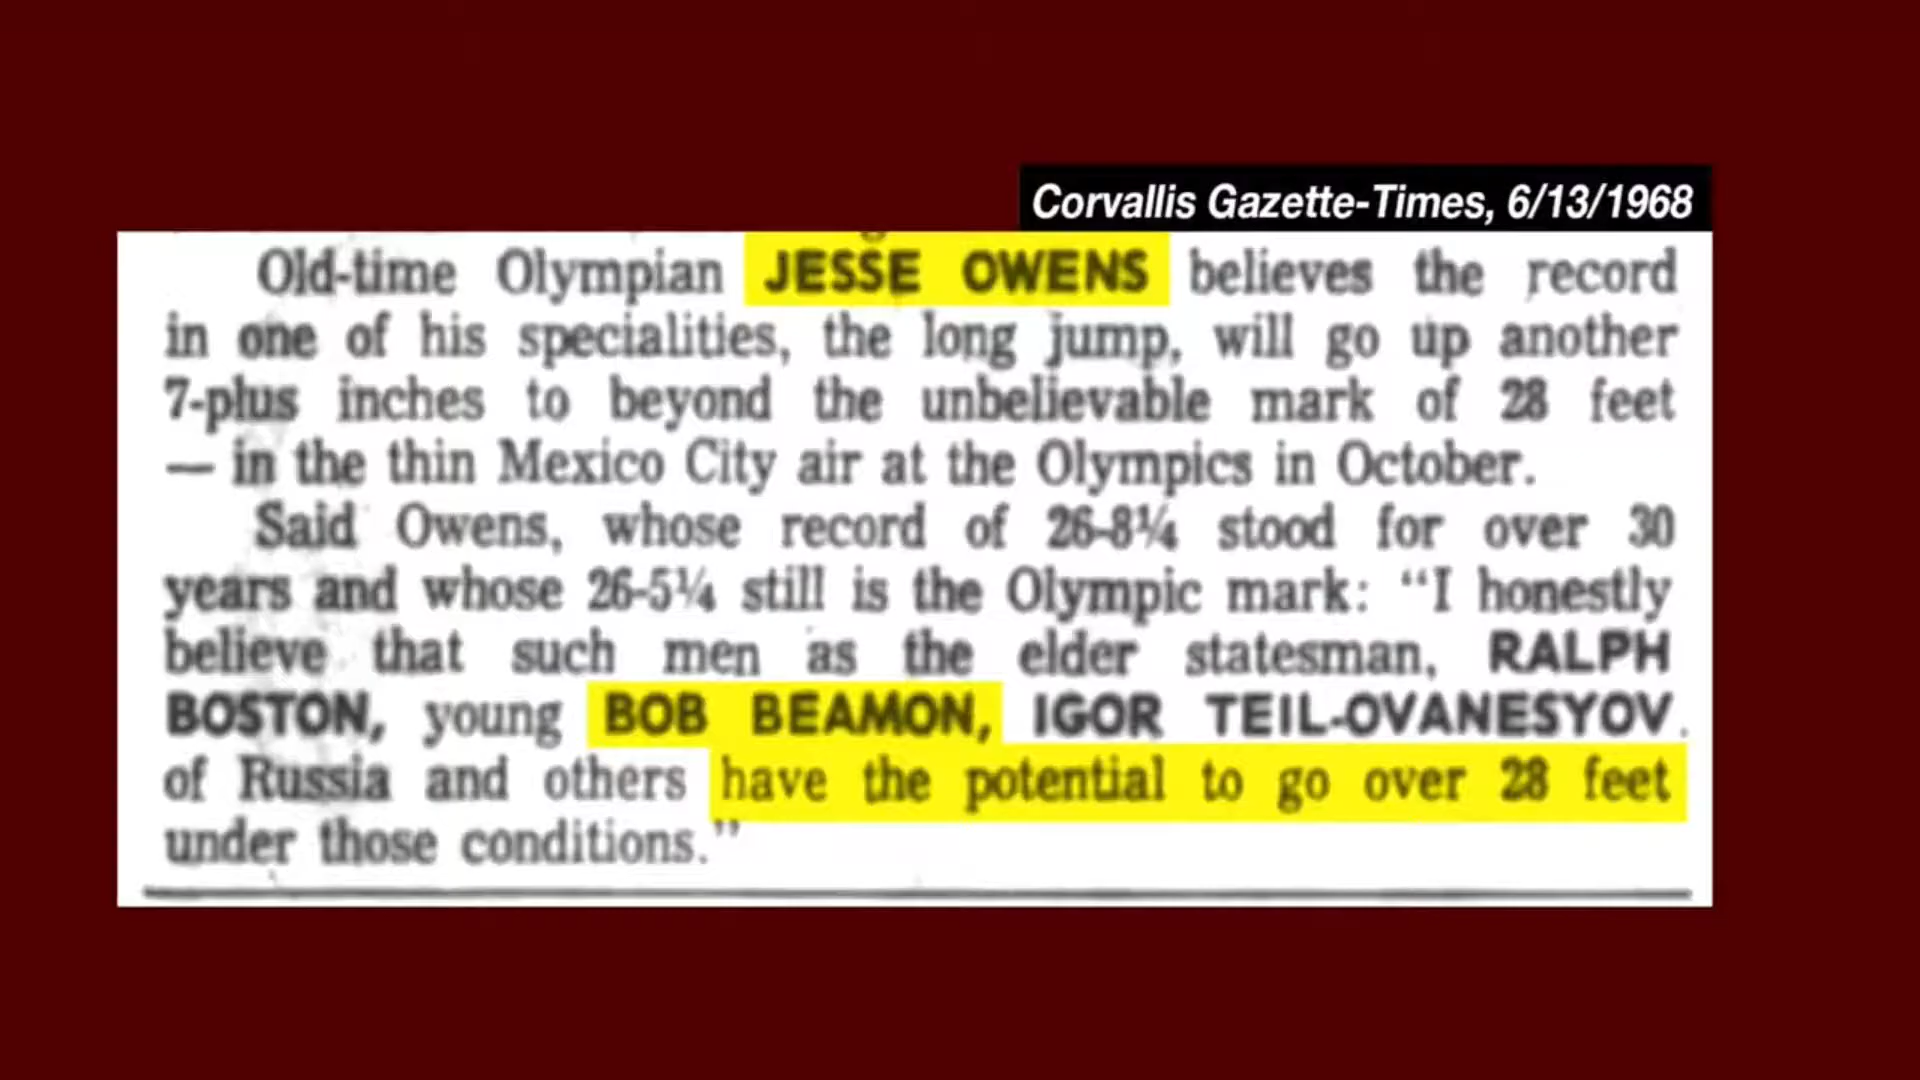 Corvallis Gazette-Times, 6/13/1968
Old-time Olympian JESSE OWENS believes the record
in one of his specialities, the long jump, will go up another
7-plus inches to beyond the unbelievable mark of 28 feet
— in the thin Mexico City air at the Olympics in October.
Said Owens, whose record of 26-8¼ stood for over 30
years and whose 26-5¼ still is the Olympic mark: “I honestly
believe that such men as the elder statesman, RALPH
BOSTON, young BOB BEAMON, IGOR TEIL-OVANESYOV
of Russia and others have the potential to go over 28 feet
under those conditions.”